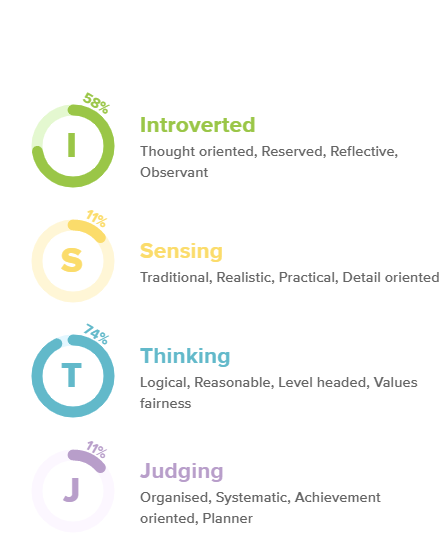 58%
I
Introverted
Thought oriented, Reserved, Reflective,
Observant
11%
S
Sensing
Traditional, Realistic, Practical, Detail oriented
74%
T
Thinking
Logical, Reasonable, Level headed, Values
fairness
11%
J
Judging
Organised, Systematic, Achievement
oriented, Planner